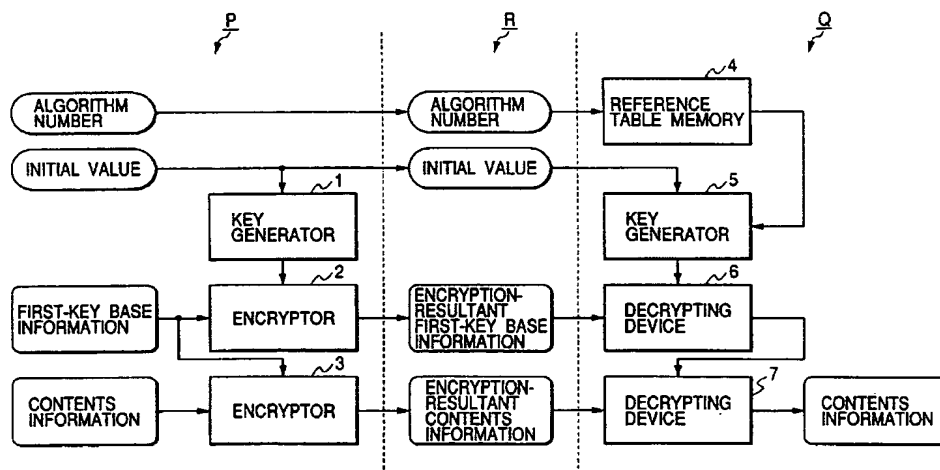 P
R
Q
ALGORITHM
NUMBER
ALGORITHM
NUMBER
4
REFERENCE
TABLE MEMORY
INITIAL VALUE
INITIAL VALUE
1
KEY
GENERATOR
5
KEY
GENERATOR
FIRST-KEY BASE
INFORMATION
2
ENCRYPTOR
ENCRYPTION-
RESULTANT
FIRST-KEY BASE
INFORMATION
6
DECRYPTING
DEVICE
CONTENTS
INFORMATION
3
ENCRYPTOR
ENCRYPTION-
RESULTANT
CONTENTS
INFORMATION
7
DECRYPTING
DEVICE
CONTENTS
INFORMATION